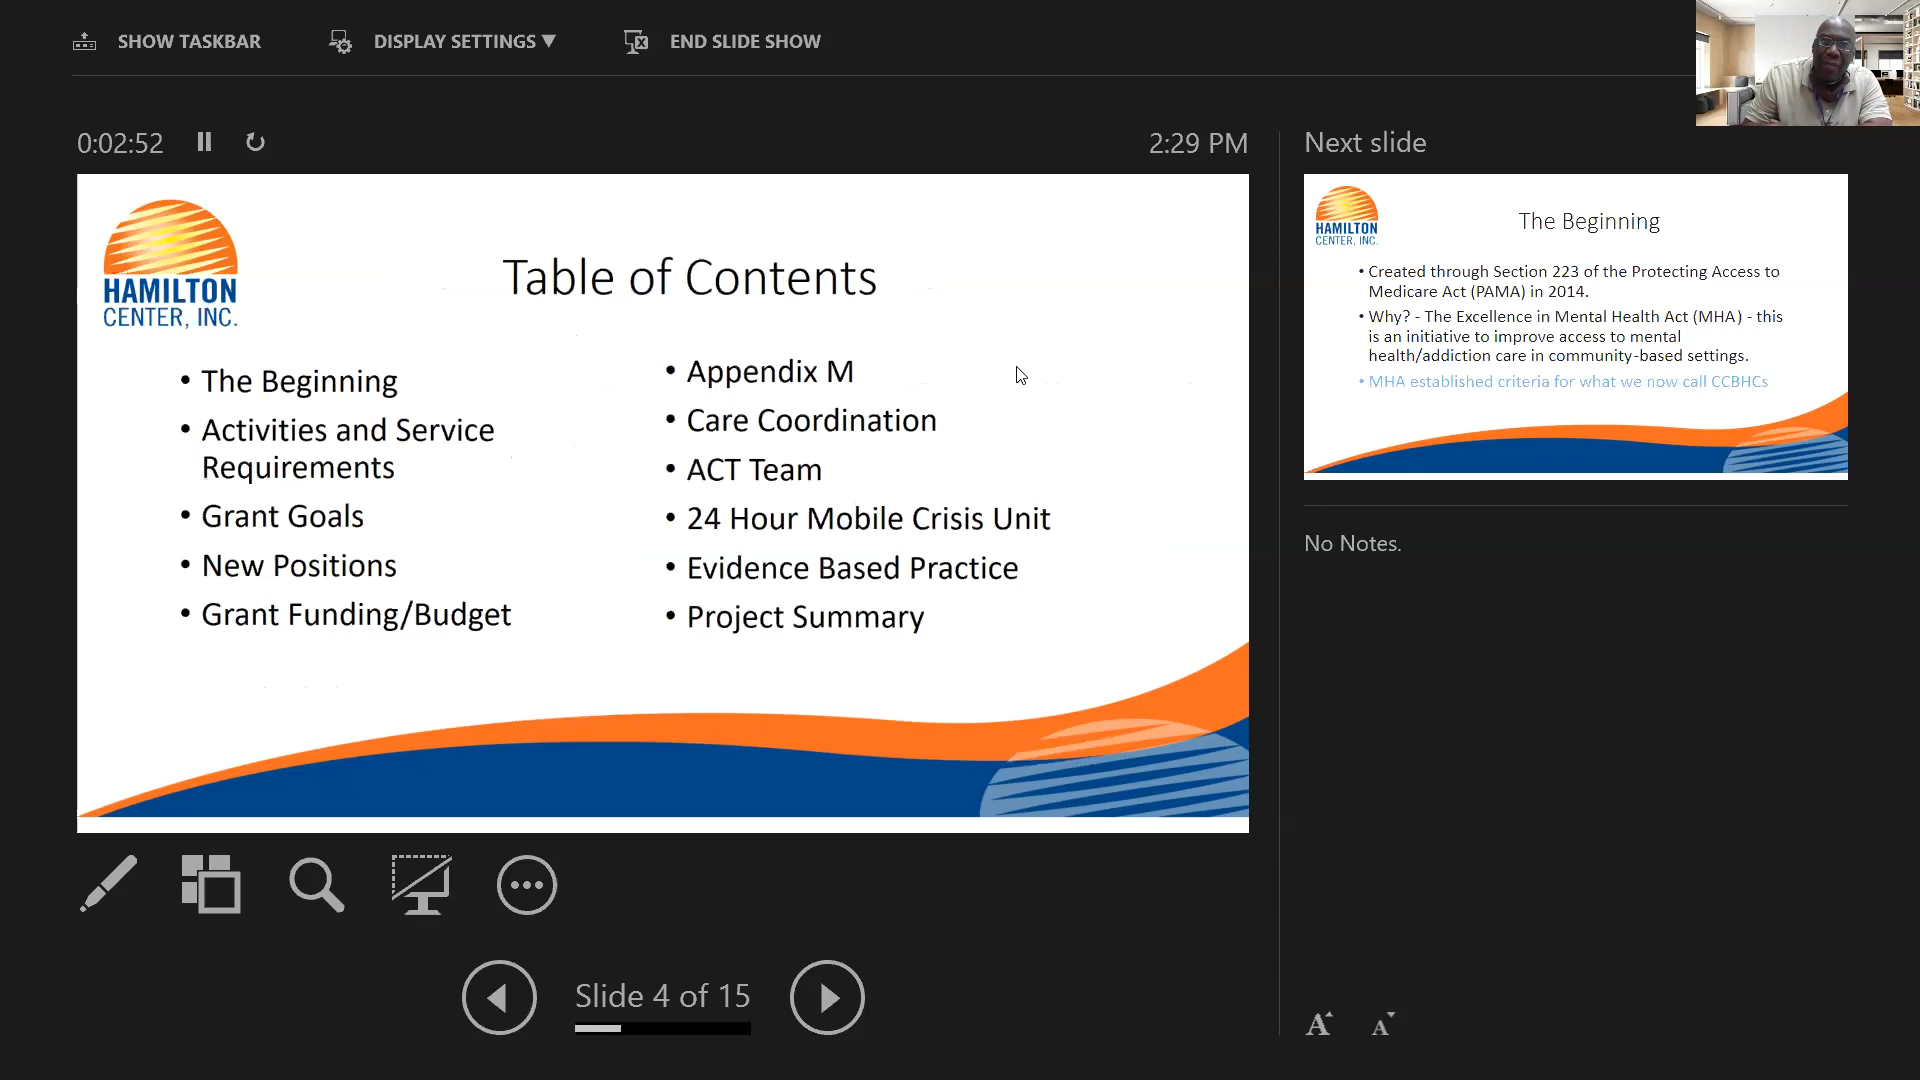 SHOW TASKBAR
DISPLAY SETTINGS ▼
END SLIDE SHOW
0:02:52
2:29 PM
HAMILTON
CENTER, INC.
Table of Contents
• The Beginning
• Activities and Service
Requirements
• Grant Goals
• New Positions
• Grant Funding/Budget
• Appendix M
• Care Coordination
• ACT Team
• 24 Hour Mobile Crisis Unit
• Evidence Based Practice
• Project Summary
Slide 4 of 15
Next slide
HAMILTON
CENTER, INC.
The Beginning
• Created through Section 223 of the Protecting Access to
Medicare Act (PAMA) in 2014.
• Why? - The Excellence in Mental Health Act (MHA) - this
is an initiative to improve access to mental
health/addiction care in community-based settings.
• MHA established criteria for what we now call CCBHCs
No Notes.
A A